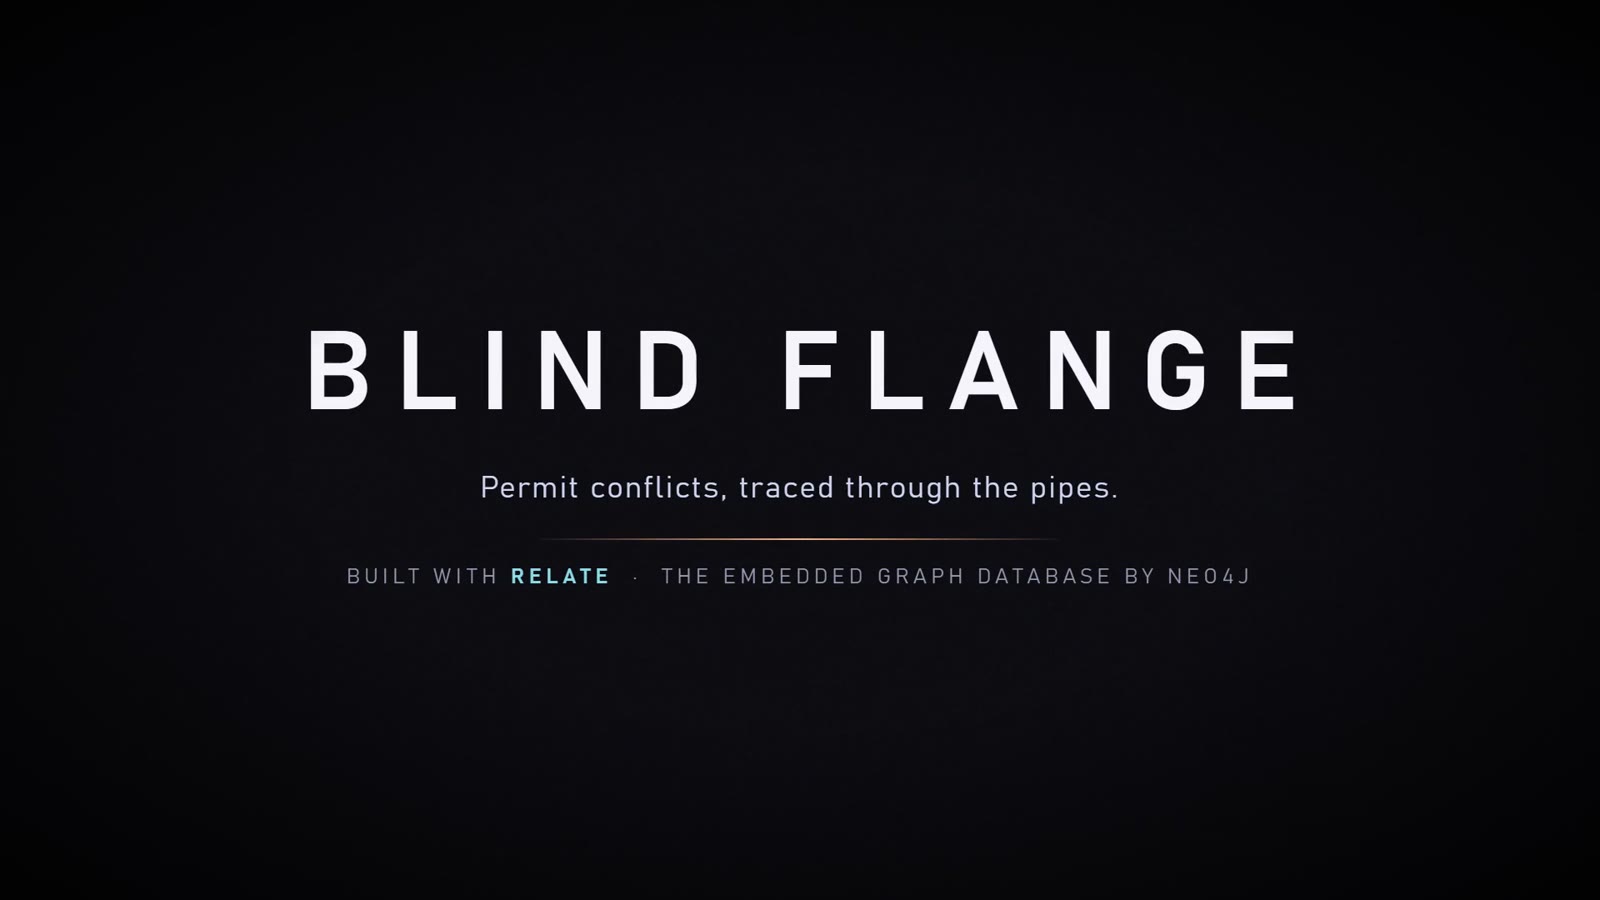 BLIND FLANGE
Permit conflicts, traced through the pipes.
BUILT WITH RELATE · THE EMBEDDED GRAPH DATABASE BY NEO4J